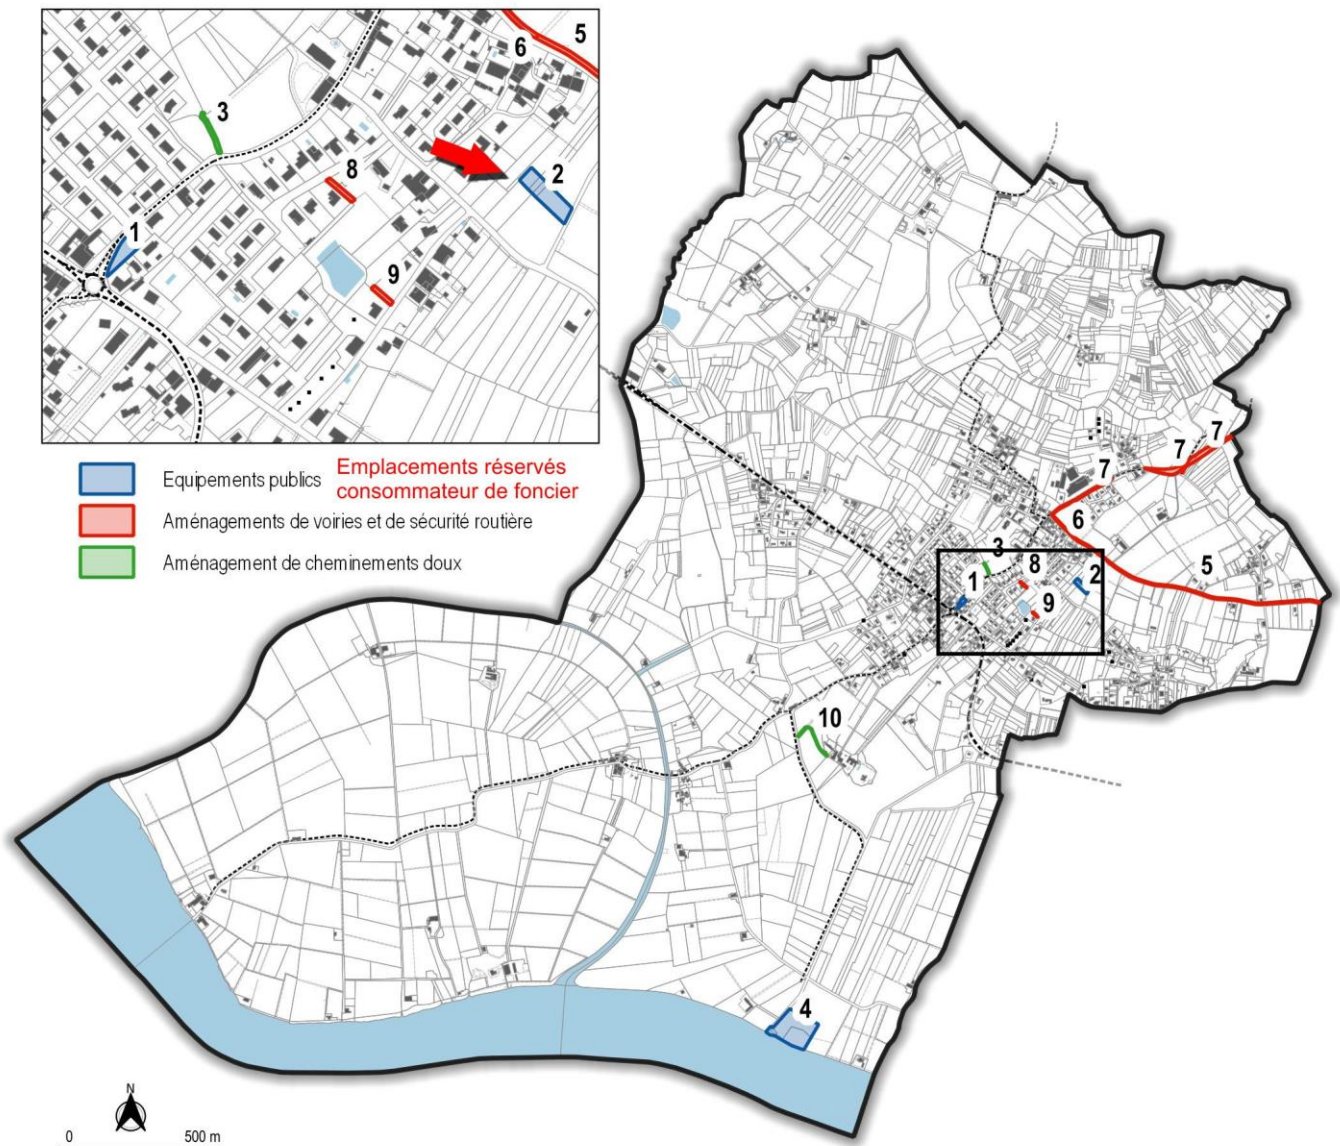 5
6
3
8
2
1
9
Equipements publics
Emplacements réservés
consommateur de foncier
Aménagements de voiries et de sécurité routière
Aménagement de cheminements doux
7
7
7
6
5
3
8
2
1
9
10
4
N
0 500 m